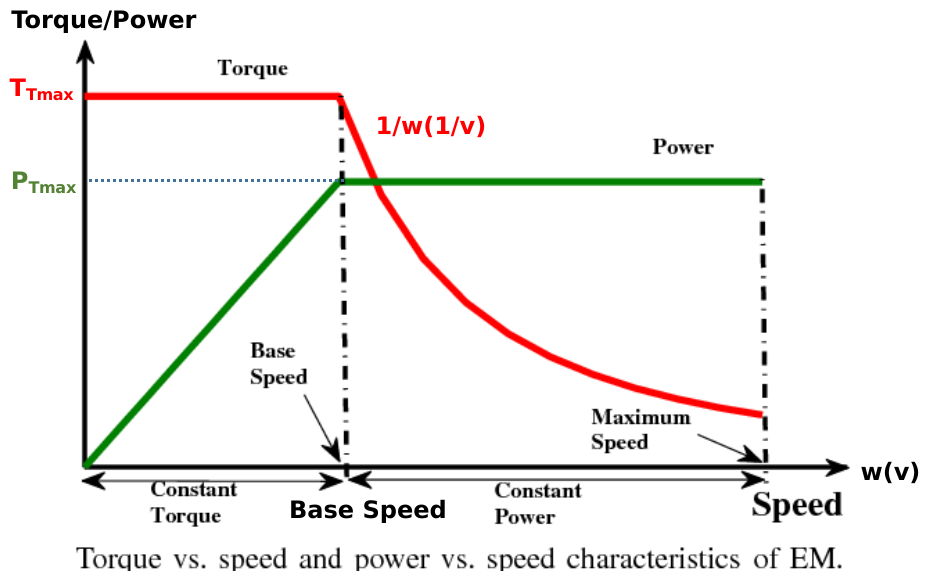 Torque/Power
Torque
T_Tmax
1/w(1/v)
Power
P_Tmax
Base
Speed
Maximum
Speed
w(v)
Constant
Torque
Base Speed
Constant
Power
Speed
Torque vs. speed and power vs. speed characteristics of EM.